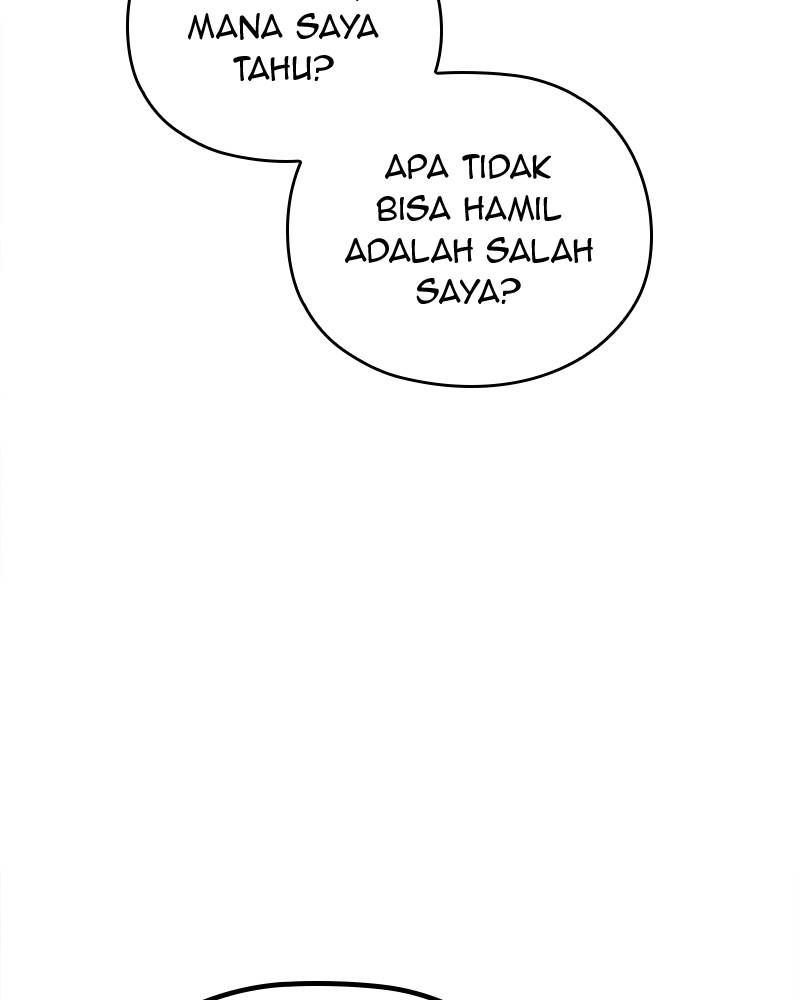 MANA SAYA
TAHU?
APA TIDAK
BISA HAMIL
ADALAH SALAH
SAYA?